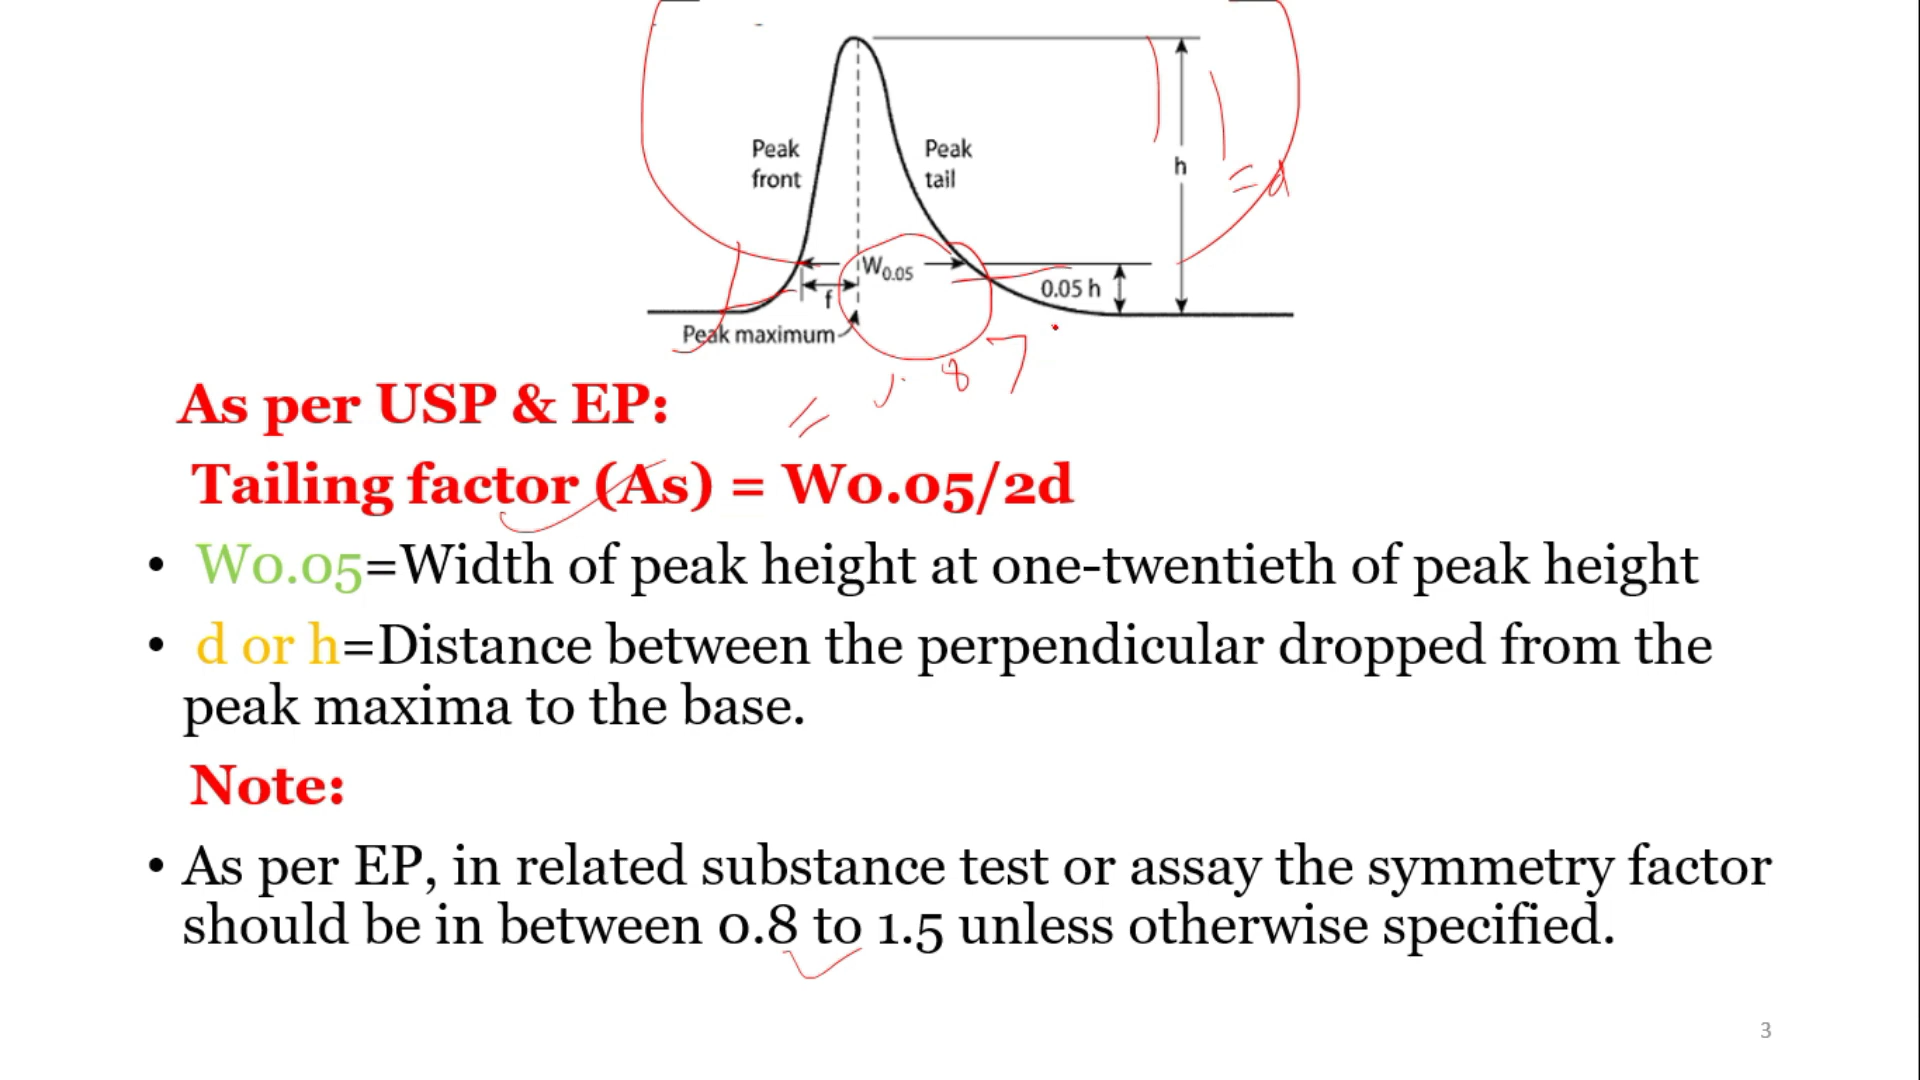 Peak front
Peak tail
h
= d
W0.05
f
0.05 h
Peak maximum
As per USP & EP:
Tailing factor (As) = W0.05/2d
• W0.05=Width of peak height at one-twentieth of peak height
• d or h=Distance between the perpendicular dropped from the
peak maxima to the base.
Note:
• As per EP, in related substance test or assay the symmetry factor
should be in between 0.8 to 1.5 unless otherwise specified.
3